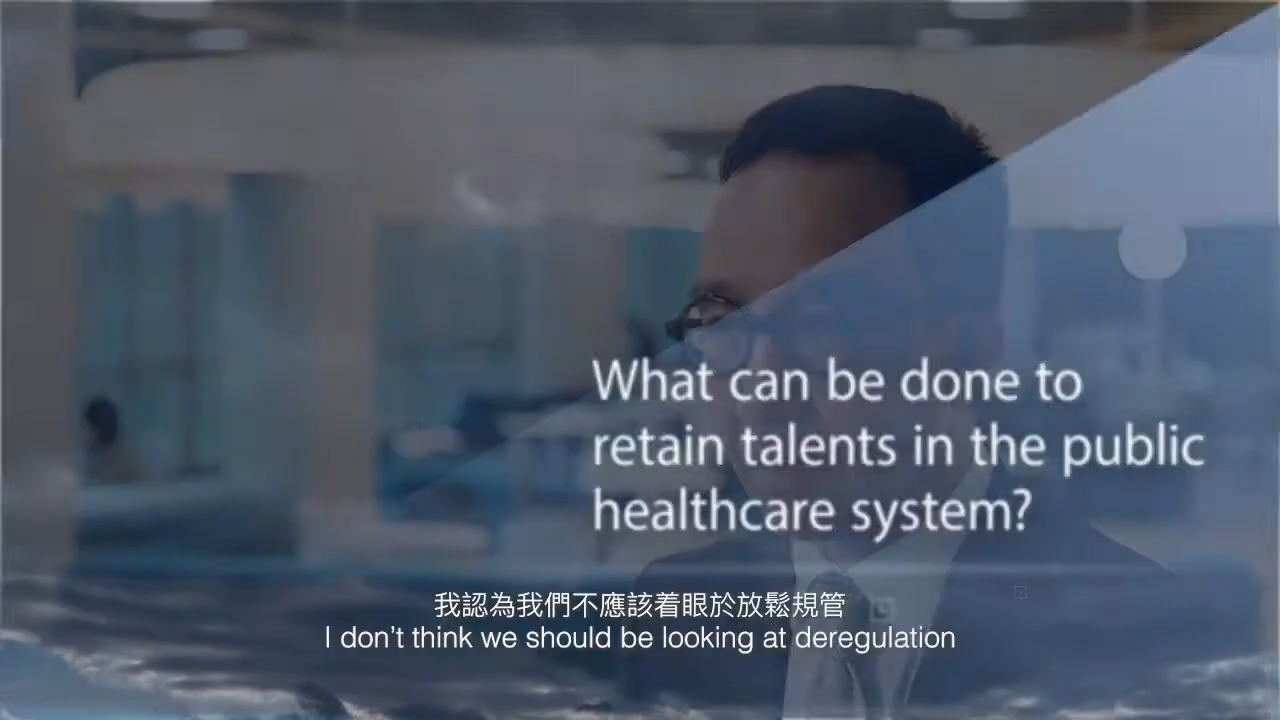 What can be done to
retain talents in the public
healthcare system?
我認為我們不應該着眼於放鬆規管
I don't think we should be looking at deregulation